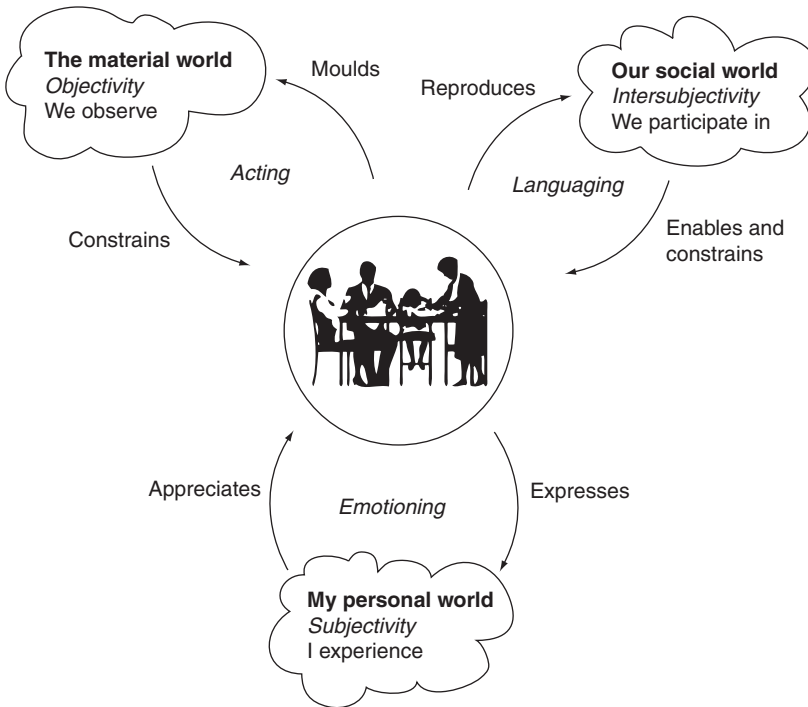 The material world
Objectivity
We observe
Moulds
Acting
Constrains
Reproduces
Our social world
Intersubjectivity
We participate in
Languaging
Enables and
constrains
Appreciates
Emotioning
Expresses
My personal world
Subjectivity
I experience